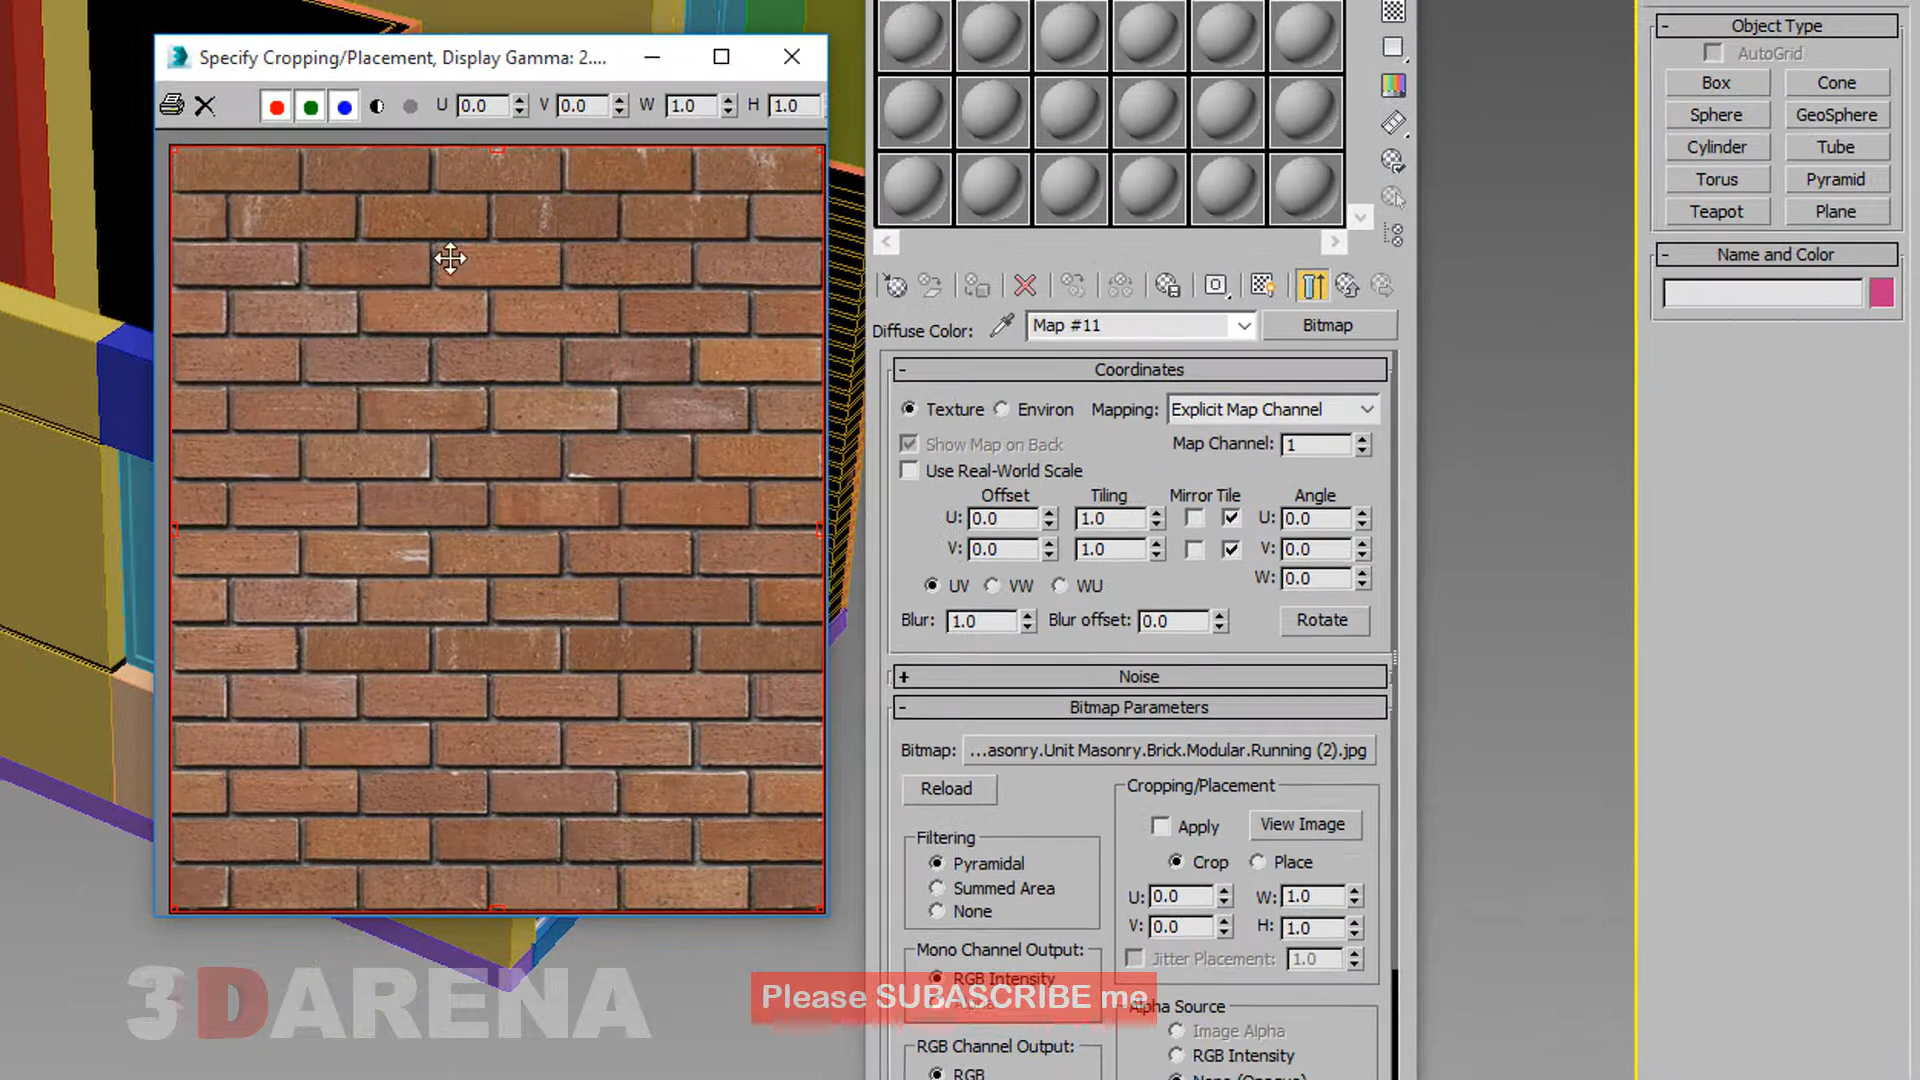 Specify Cropping/Placement, Display Gamma: 2....
U 0.0 V 0.0 W 1.0 H 1.0
Diffuse Color: Map #11 Bitmap
- Coordinates
Texture Environ Mapping: Explicit Map Channel
Show Map on Back Map Channel: 1
Use Real-World Scale
Offset Tiling Mirror Tile Angle
U: 0.0 1.0 U: 0.0
V: 0.0 1.0 V: 0.0
W: 0.0
UV VW WU
Blur: 1.0 Blur offset: 0.0 Rotate
+ Noise
- Bitmap Parameters
Bitmap: ...asonry.Unit Masonry.Brick.Modular.Running (2).jpg
Reload
Cropping/Placement
Apply View Image
Crop Place
U: 0.0 W: 1.0
V: 0.0 H: 1.0
Jitter Placement: 1.0
Filtering
Pyramidal
Summed Area
None
Mono Channel Output:
RGB Intensity
Alpha Source
Image Alpha
RGB Intensity
None (Opaque)
RGB Channel Output:
RGB
- Object Type
AutoGrid
Box Cone
Sphere GeoSphere
Cylinder Tube
Torus Pyramid
Teapot Plane
- Name and Color
3DARENA
Please SUBASCRIBE me